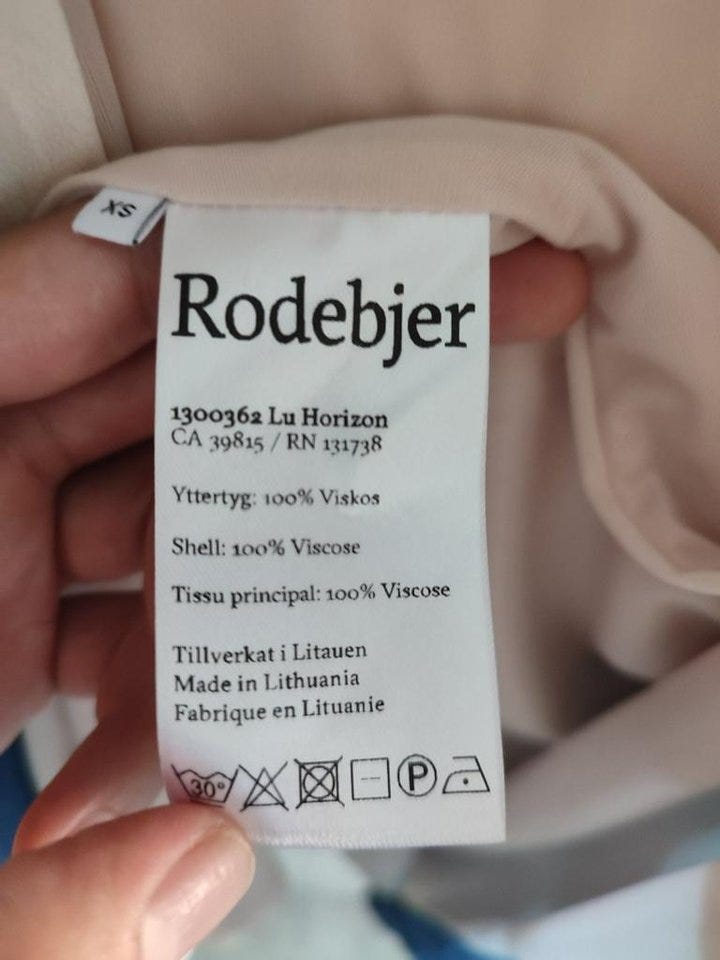 XS
Rodebjer
1300362 Lu Horizon
CA 39815 / RN 131738
Yttertyg: 100% Viskos
Shell: 100% Viscose
Tissu principal: 100% Viscose
Tillverkat i Litauen
Made in Lithuania
Fabrique en Lituanie
30° P